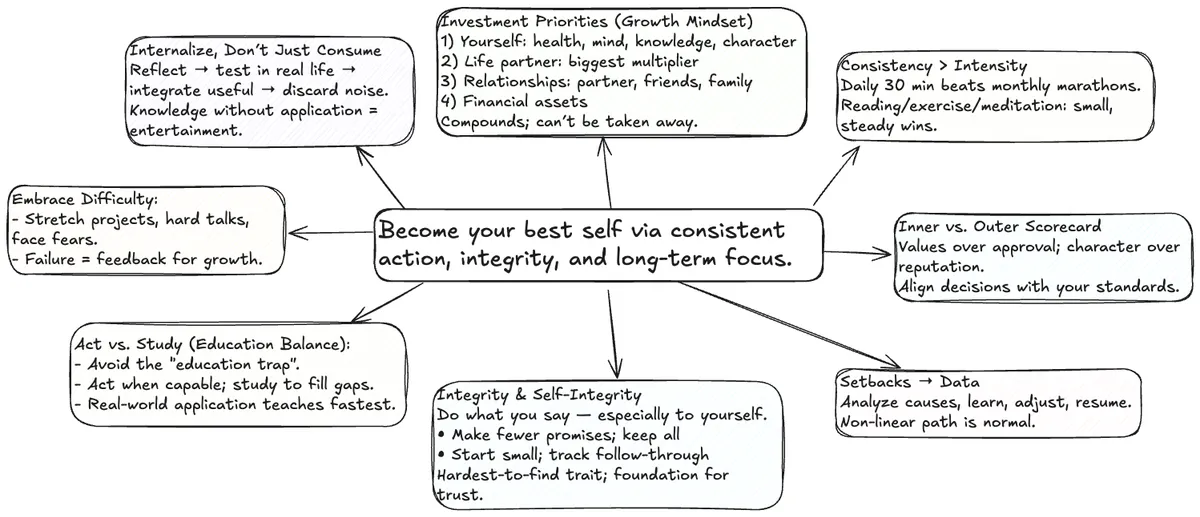 Internalize, Don't Just Consume
Reflect → test in real life →
integrate useful → discard noise.
Knowledge without application =
entertainment.
Investment Priorities (Growth Mindset)
1) Yourself: health, mind, knowledge, character
2) Life partner: biggest multiplier
3) Relationships: partner, friends, family
4) Financial assets
Compounds; can't be taken away.
Consistency > Intensity
Daily 30 min beats monthly marathons.
Reading/exercise/meditation: small,
steady wins.
Embrace Difficulty:
- Stretch projects, hard talks,
face fears.
- Failure = feedback for growth.
Become your best self via consistent
action, integrity, and long-term focus.
Inner vs. Outer Scorecard
Values over approval; character over
reputation.
Align decisions with your standards.
Act vs. Study (Education Balance):
- Avoid the "education trap".
- Act when capable; study to fill gaps.
- Real-world application teaches fastest.
Integrity & Self-Integrity
Do what you say — especially to yourself.
• Make fewer promises; keep all
• Start small; track follow-through
Hardest-to-find trait; foundation for
trust.
Setbacks → Data
Analyze causes, learn, adjust, resume.
Non-linear path is normal.